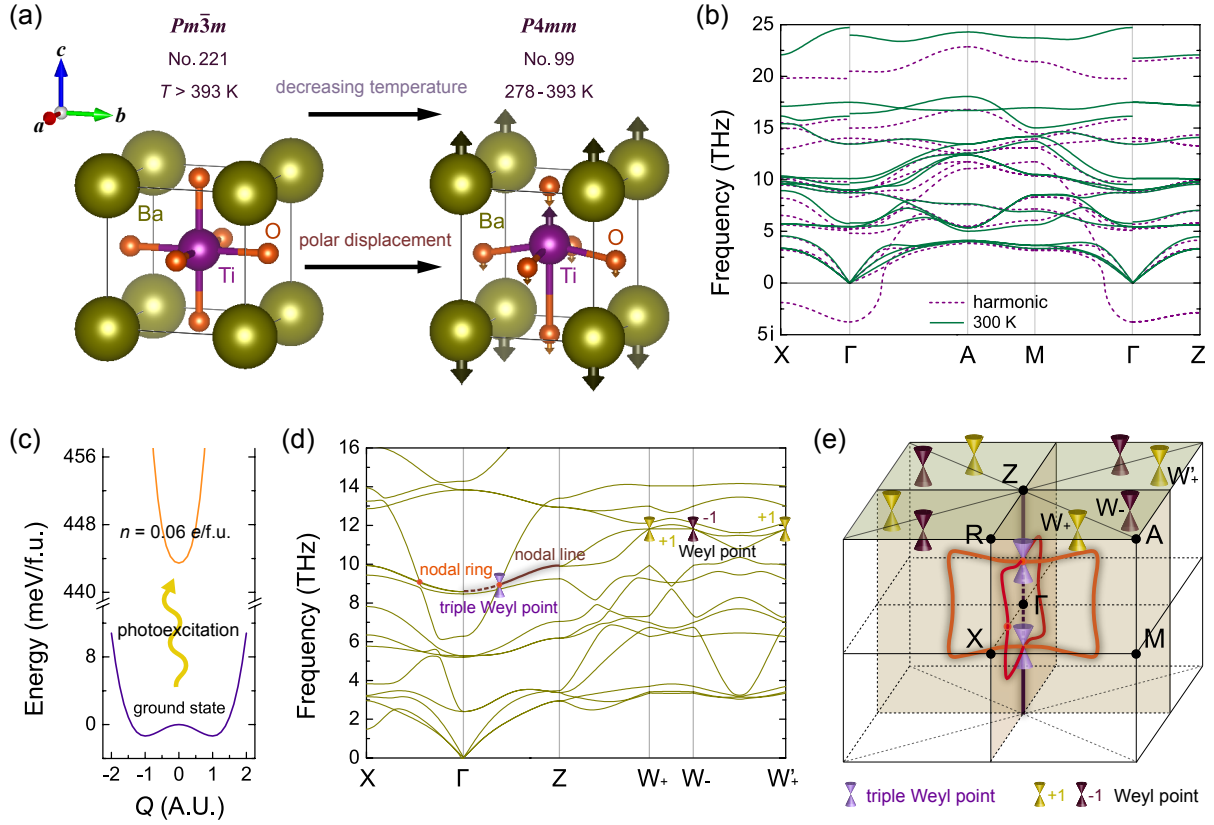 (a)
Pm3̅m
No. 221
T > 393 K
decreasing temperature
P4mm
No. 99
278 - 393 K
c
a
b
Ba
O
Ti
polar displacement
Ba
O
Ti
(b)
Frequency (THz)
25
20
15
10
5
0
5i
harmonic
300 K
X
Γ
A
M
Γ
Z
(c)
Energy (meV/f.u.)
456
448
440
8
0
n = 0.06 e/f.u.
photoexcitation
ground state
-2
-1
0
1
2
Q (A.U.)
(d)
Frequency (THz)
16
14
12
10
8
6
4
2
0
nodal ring
nodal line
triple Weyl point
+1
-1
+1
Weyl point
X
Γ
Z
W₊
W₋
W'₊
(e)
Z
W'₊
W₋
W₊
R
A
Γ
X
M
triple Weyl point
+1
-1
Weyl point